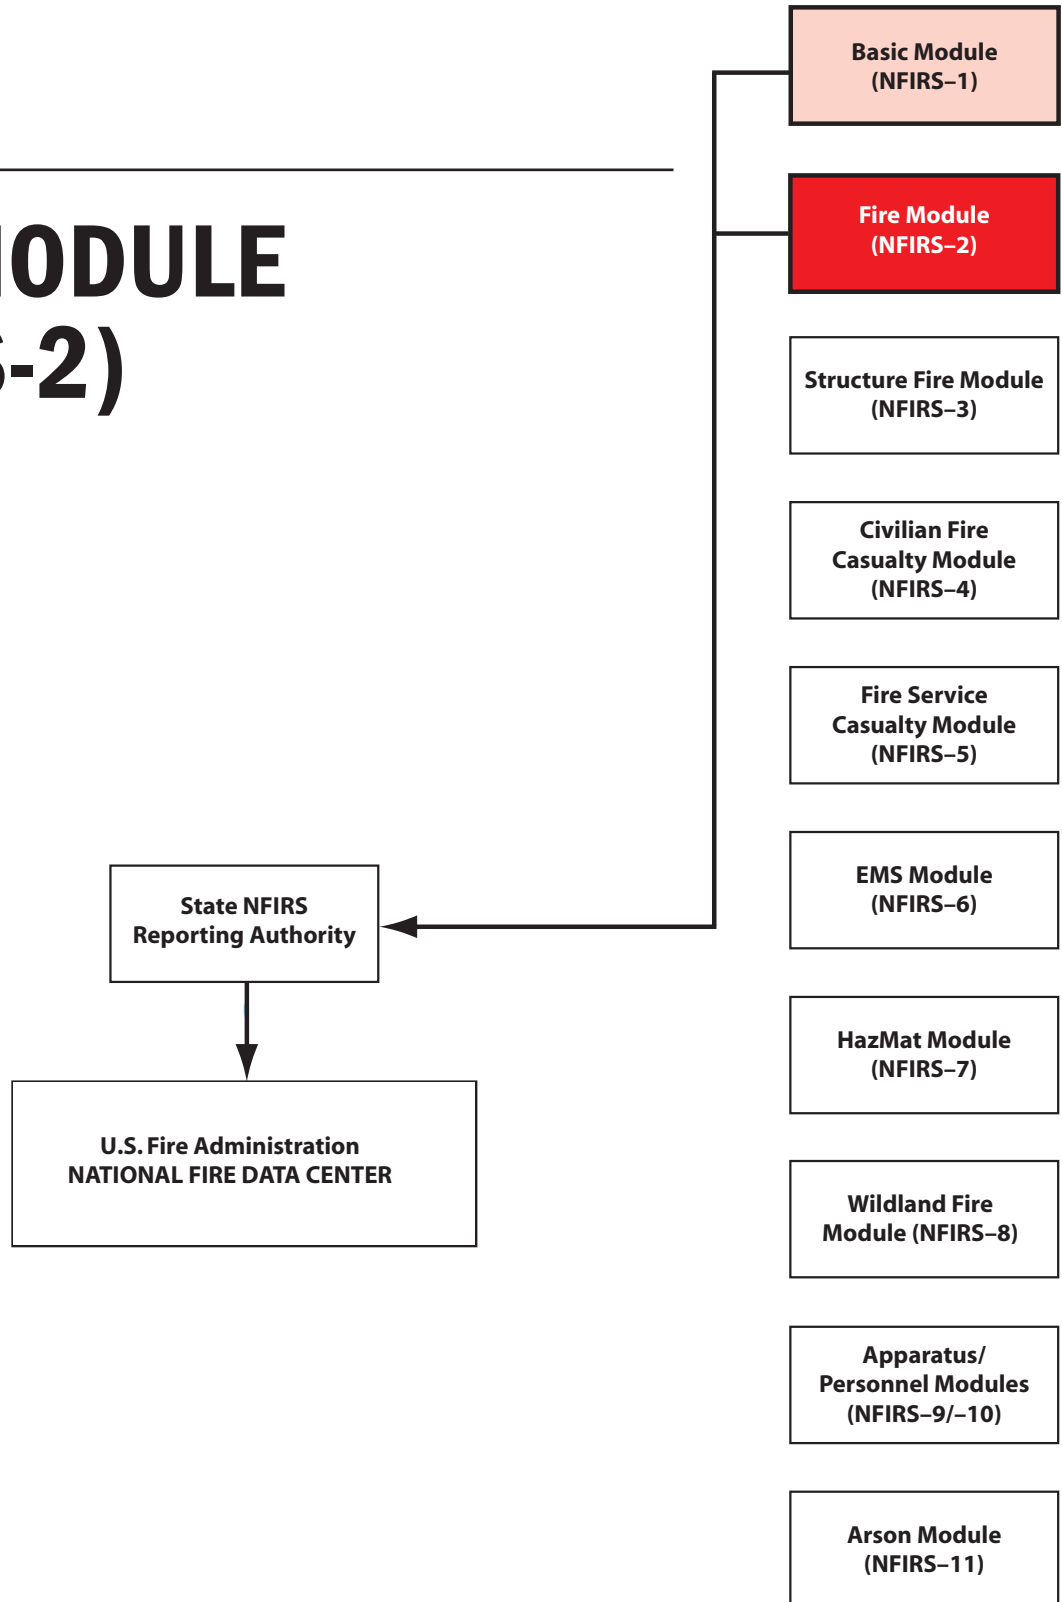 MODULE
S-2)
Basic Module
(NFIRS–1)
Fire Module
(NFIRS–2)
Structure Fire Module
(NFIRS–3)
Civilian Fire
Casualty Module
(NFIRS–4)
Fire Service
Casualty Module
(NFIRS–5)
EMS Module
(NFIRS–6)
HazMat Module
(NFIRS–7)
Wildland Fire
Module (NFIRS–8)
Apparatus/
Personnel Modules
(NFIRS–9/–10)
Arson Module
(NFIRS–11)
State NFIRS
Reporting Authority
U.S. Fire Administration
NATIONAL FIRE DATA CENTER